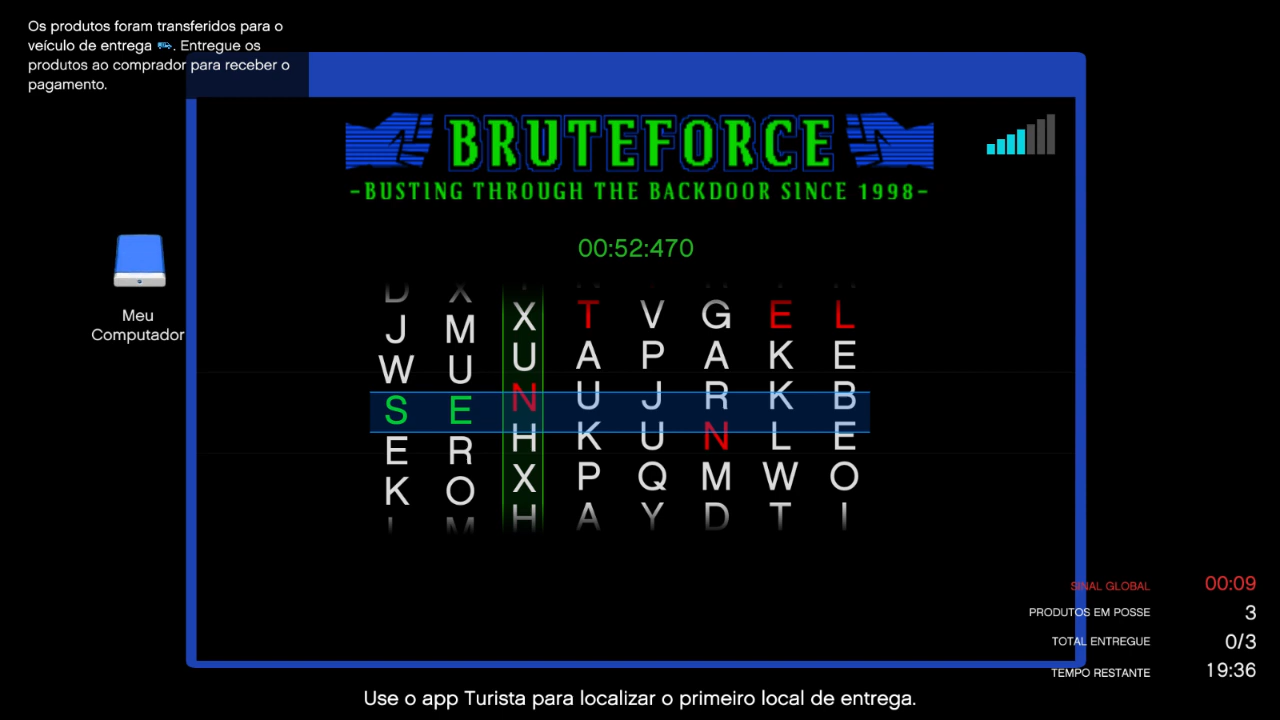 Os produtos foram transferidos para o
veículo de entrega . Entregue os
produtos ao comprador para receber o
pagamento.
BRUTEFORCE
-BUSTING THROUGH THE BACKDOOR SINCE 1998-
00:52:470
Meu
Computador
D X
J M X T V G E L
W U U A P A K E
S E N U J R K B
E R H K U N L E
K O X P Q M W O
M H A Y D T I
SINAL GLOBAL 00:09
PRODUTOS EM POSSE 3
TOTAL ENTREGUE 0/3
TEMPO RESTANTE 19:36
Use o app Turista para localizar o primeiro local de entrega.